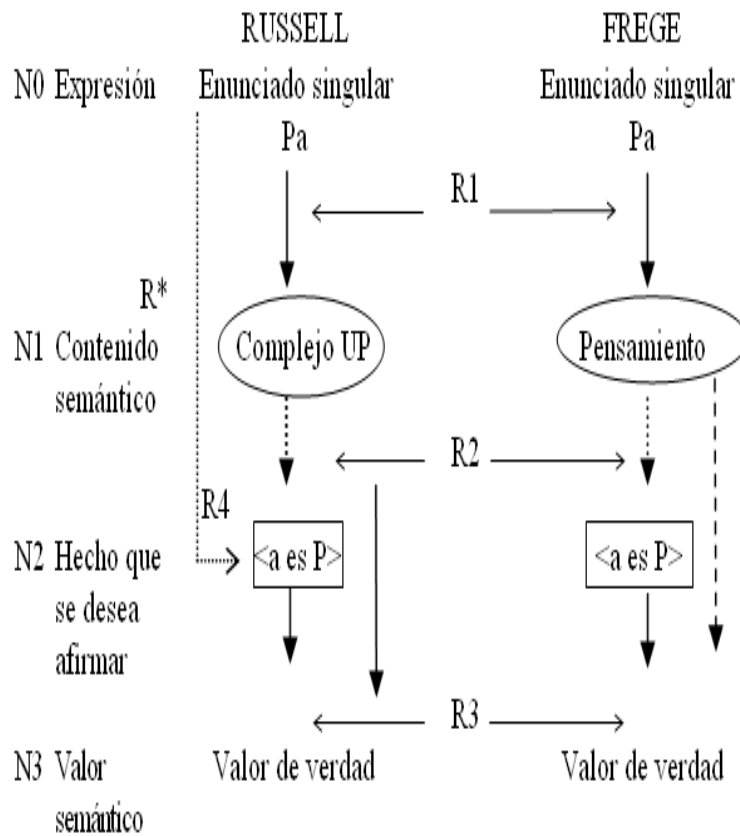 RUSSELL FREGE
N0 Expresión Enunciado singular Enunciado singular
Pa Pa
R1
R*
N1 Contenido Complejo UP Pensamiento
semántico
R2
R4
N2 Hecho que <a es P> <a es P>
se desea
afirmar
R3
N3 Valor Valor de verdad Valor de verdad
semántico